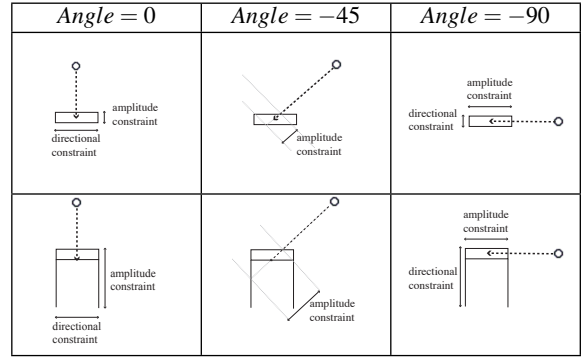 Angle = 0
Angle = −45
Angle = −90
amplitude
constraint
directional
constraint
amplitude
constraint
amplitude
constraint
directional
constraint
amplitude
constraint
directional
constraint
amplitude
constraint
amplitude
constraint
directional
constraint